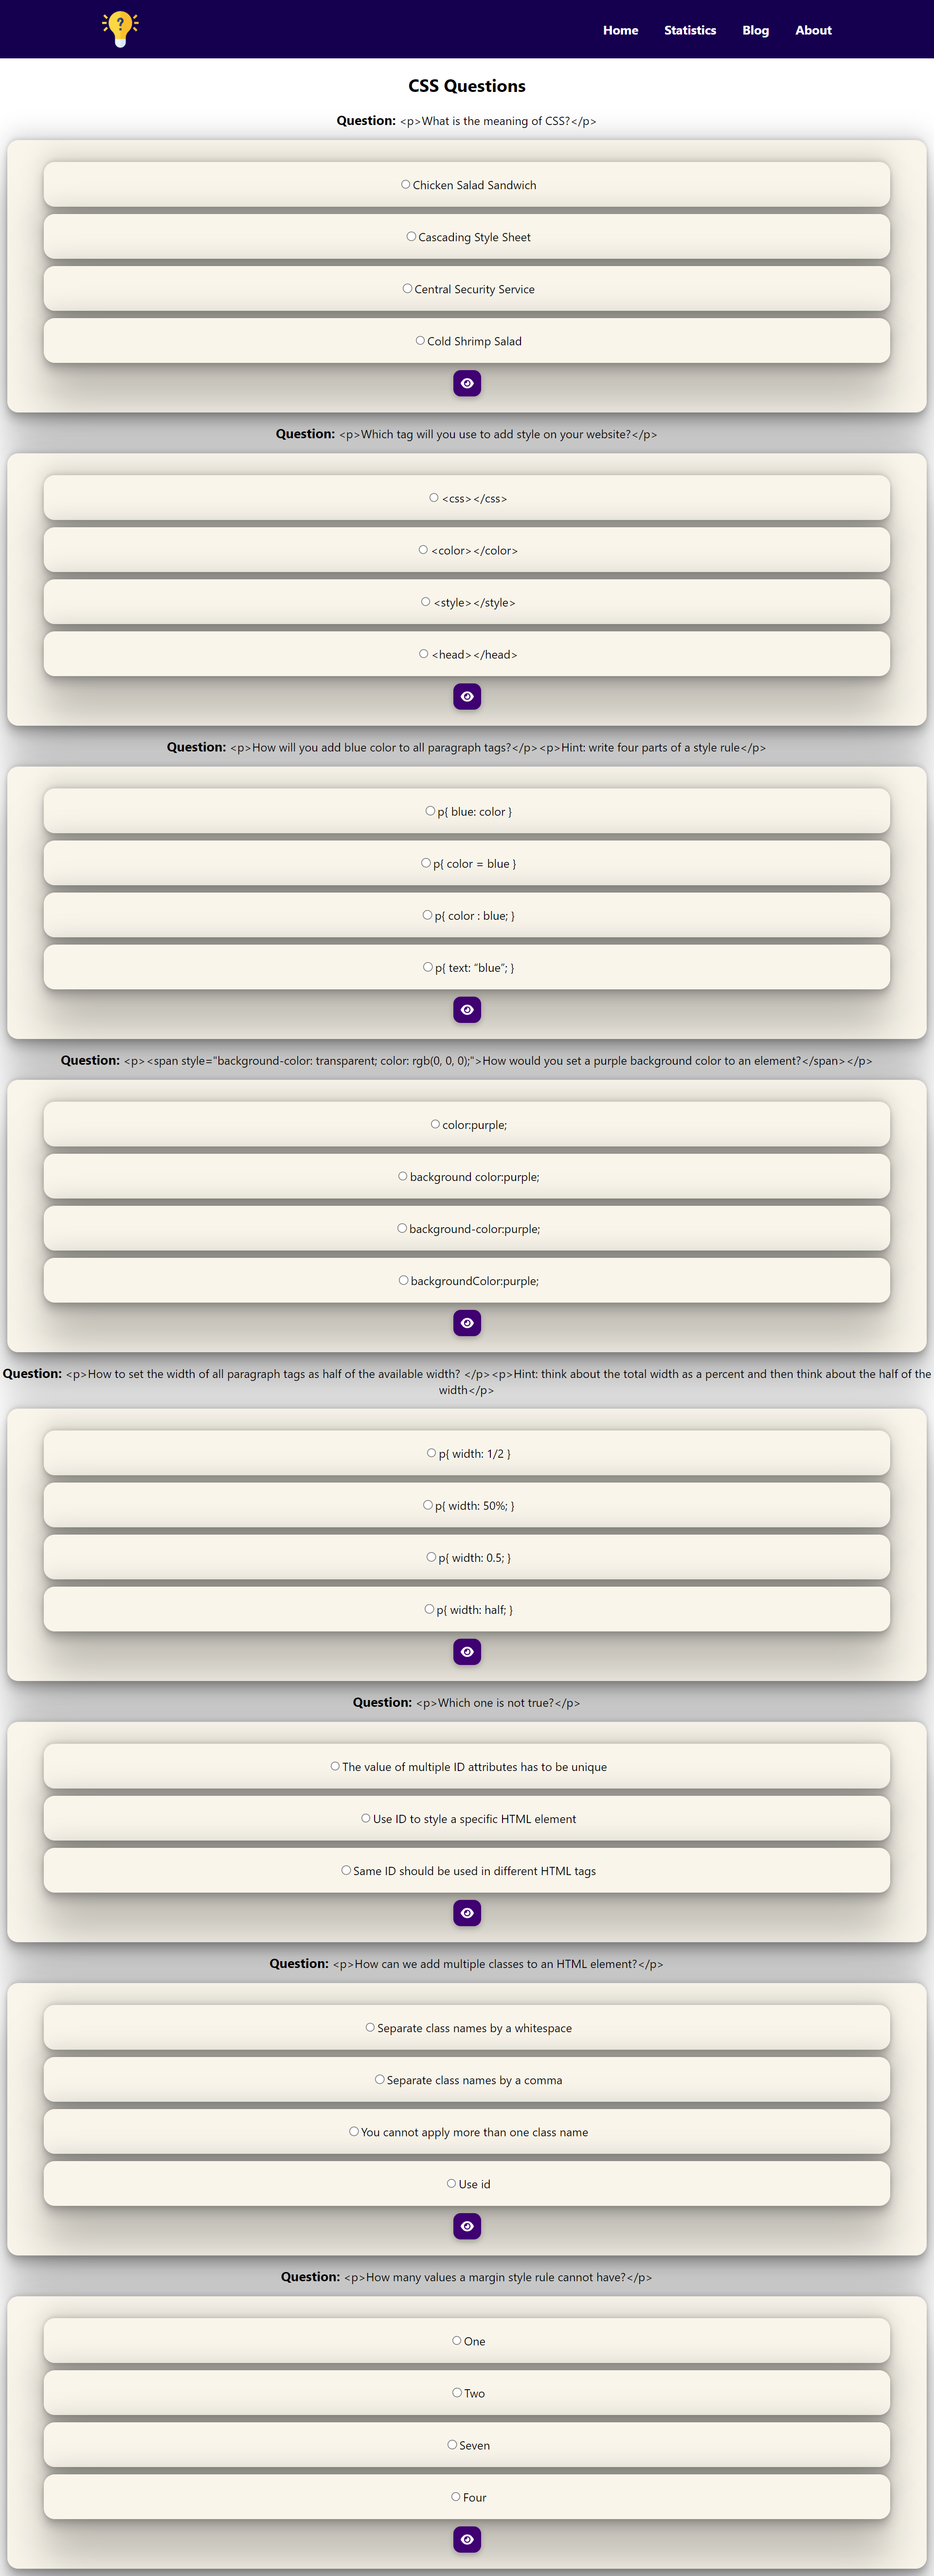 ?
Home Statistics Blog About
CSS Questions
Question: <p>What is the meaning of CSS?</p>
Chicken Salad Sandwich
Cascading Style Sheet
Central Security Service
Cold Shrimp Salad
Question: <p>Which tag will you use to add style on your website?</p>
<css></css>
<color></color>
<style></style>
<head></head>
Question: <p>How will you add blue color to all paragraph tags?</p><p>Hint: write four parts of a style rule</p>
p{ blue: color }
p{ color = blue }
p{ color : blue; }
p{ text: “blue”; }
Question: <p><span style="background-color: transparent; color: rgb(0, 0, 0);">How would you set a purple background color to an element?</span></p>
color:purple;
background color:purple;
background-color:purple;
backgroundColor:purple;
Question: <p>How to set the width of all paragraph tags as half of the available width? </p><p>Hint: think about the total width as a percent and then think about the half of the
width</p>
p{ width: 1/2 }
p{ width: 50%; }
p{ width: 0.5; }
p{ width: half; }
Question: <p>Which one is not true?</p>
The value of multiple ID attributes has to be unique
Use ID to style a specific HTML element
Same ID should be used in different HTML tags
Question: <p>How can we add multiple classes to an HTML element?</p>
Separate class names by a whitespace
Separate class names by a comma
You cannot apply more than one class name
Use id
Question: <p>How many values a margin style rule cannot have?</p>
One
Two
Seven
Four